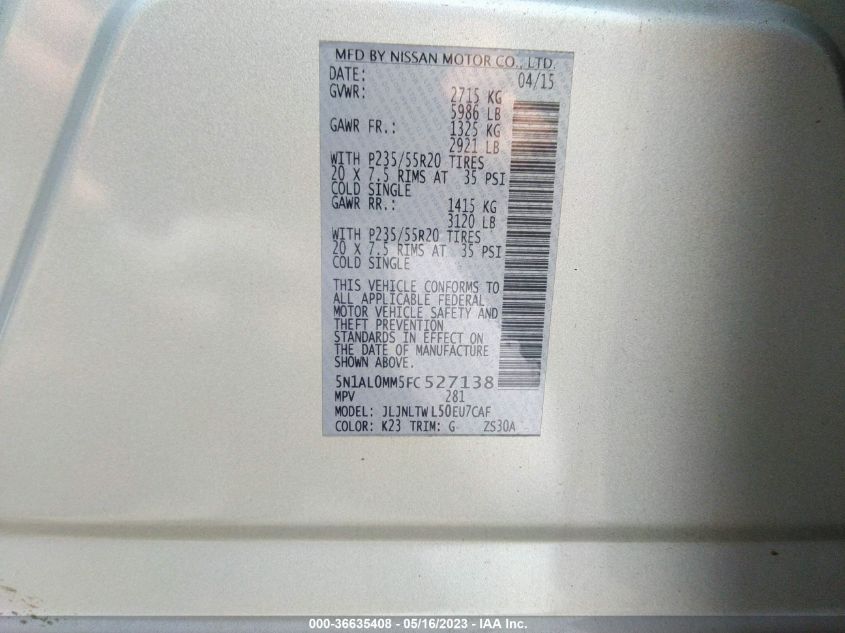 MFD BY NISSAN MOTOR CO., LTD.
DATE: 04/15
GVWR: 2715 KG
5986 LB
GAWR FR.: 1325 KG
2921 LB
WITH P235/55R20 TIRES
20 X 7.5 RIMS AT 35 PSI
COLD SINGLE
GAWR RR.: 1415 KG
3120 LB
WITH P235/55R20 TIRES
20 X 7.5 RIMS AT 35 PSI
COLD SINGLE
THIS VEHICLE CONFORMS TO
ALL APPLICABLE FEDERAL
MOTOR VEHICLE SAFETY AND
THEFT PREVENTION
STANDARDS IN EFFECT ON
THE DATE OF MANUFACTURE
SHOWN ABOVE.
5N1AL0MM5FC527138
MPV 281
MODEL: JLJNLTWL50EU7CAF
COLOR: K23 TRIM: G ZS30A
000-36635408 - 05/16/2023 - IAA Inc.